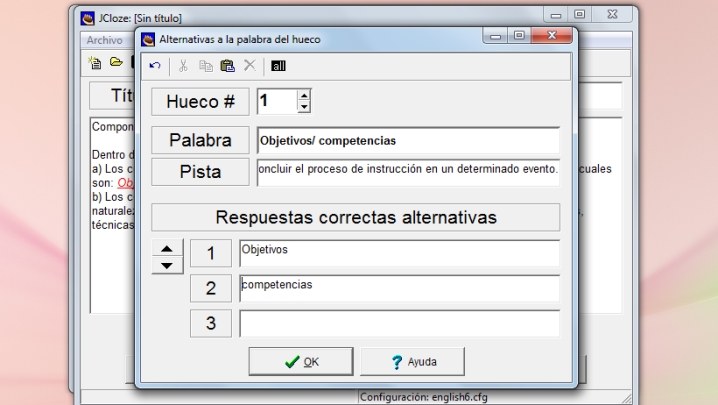 JCloze: [Sin título]
Archivo
Alternativas a la palabra del hueco
all
Hueco # 1
Palabra Objetivos/ competencias
Pista oncluir el proceso de instrucción en un determinado evento.
Compon
Dentro d
a) Los c cuales
son: Obj
b) Los c
naturale
técnicas
Respuestas correctas alternativas
1 Objetivos
2 competencias
3
OK
Ayuda
Configuración: english6.cfg